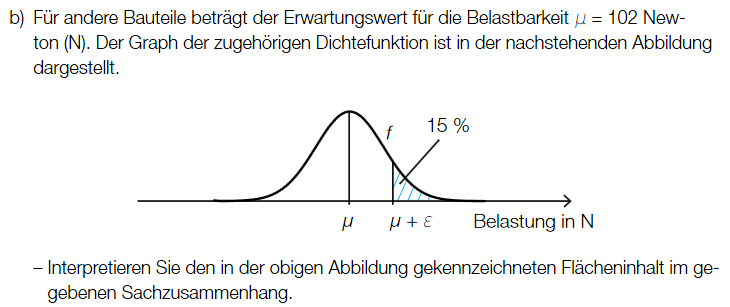 b) Für andere Bauteile beträgt der Erwartungswert für die Belastbarkeit μ = 102 New-
ton (N). Der Graph der zugehörigen Dichtefunktion ist in der nachstehenden Abbildung
dargestellt.
f
15 %
μ
μ + ε
Belastung in N
– Interpretieren Sie den in der obigen Abbildung gekennzeichneten Flächeninhalt im ge-
gebenen Sachzusammenhang.